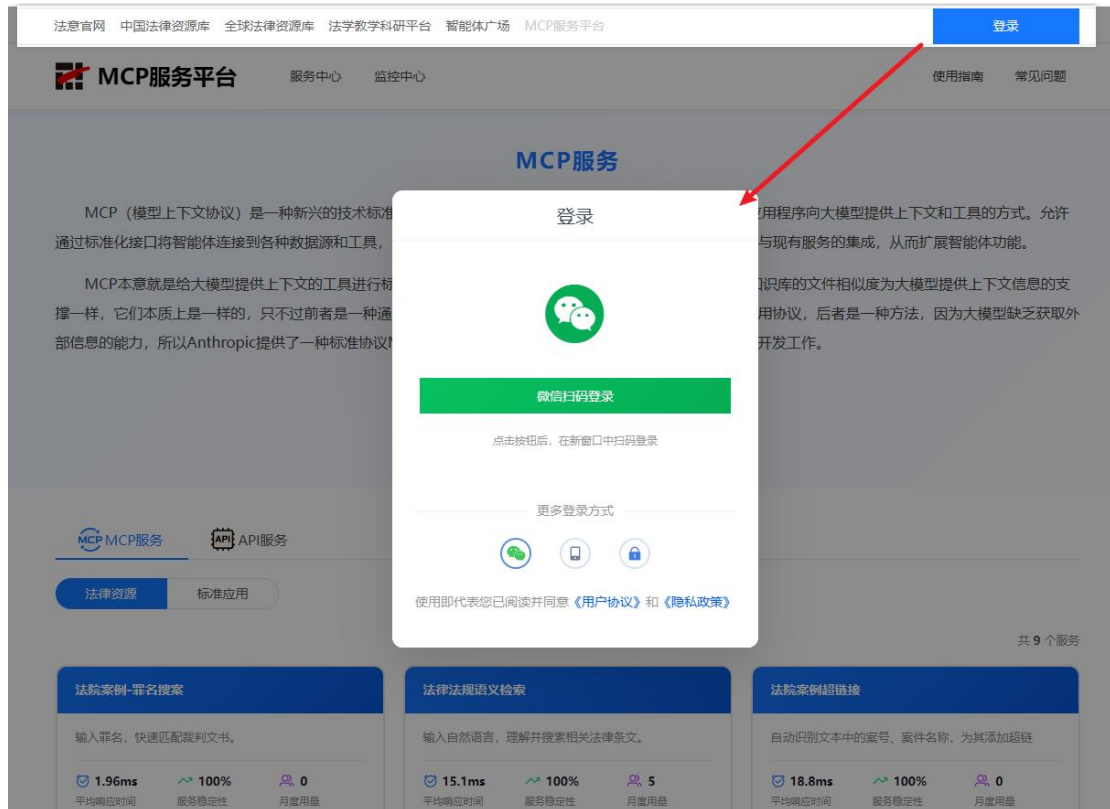 法意官网 中国法律资源库 全球法律资源库 法学教学科研平台 智能体广场 MCP服务平台 登录
MCP服务平台 服务中心 监控中心 使用指南 常见问题
MCP服务
MCP（模型上下文协议）是一种新兴的技术标准
应用程序向大模型提供上下文和工具的方式。允许
通过标准化接口将智能体连接到各种数据源和工具，
与现有服务的集成，从而扩展智能体功能。
MCP本意就是给大模型提供上下文的工具进行标
知识库的文件相似度为大模型提供上下文信息的支
撑一样，它们本质上是一样的，只不过前者是一种通
用协议，后者是一种方法，因为大模型缺乏获取外
部信息的能力，所以Anthropic提供了一种标准协议
开发工作。
登录
微信扫码登录
点击按钮后，在新窗口中扫码登录
更多登录方式
使用即代表您已阅读并同意《用户协议》和《隐私政策》
MCP MCP服务 API API服务
法律资源 标准应用
共 9 个服务
法院案例-罪名搜索
输入罪名，快速匹配裁判文书。
1.96ms 100% 0
平均响应时间 服务稳定性 月度用量
法律法规语义检索
输入自然语言，理解并搜索相关法律条文。
15.1ms 100% 5
平均响应时间 服务稳定性 月度用量
法院案例超链接
自动识别文本中的案号、案件名称，为其添加超链
18.8ms 100% 0
平均响应时间 服务稳定性 月度用量